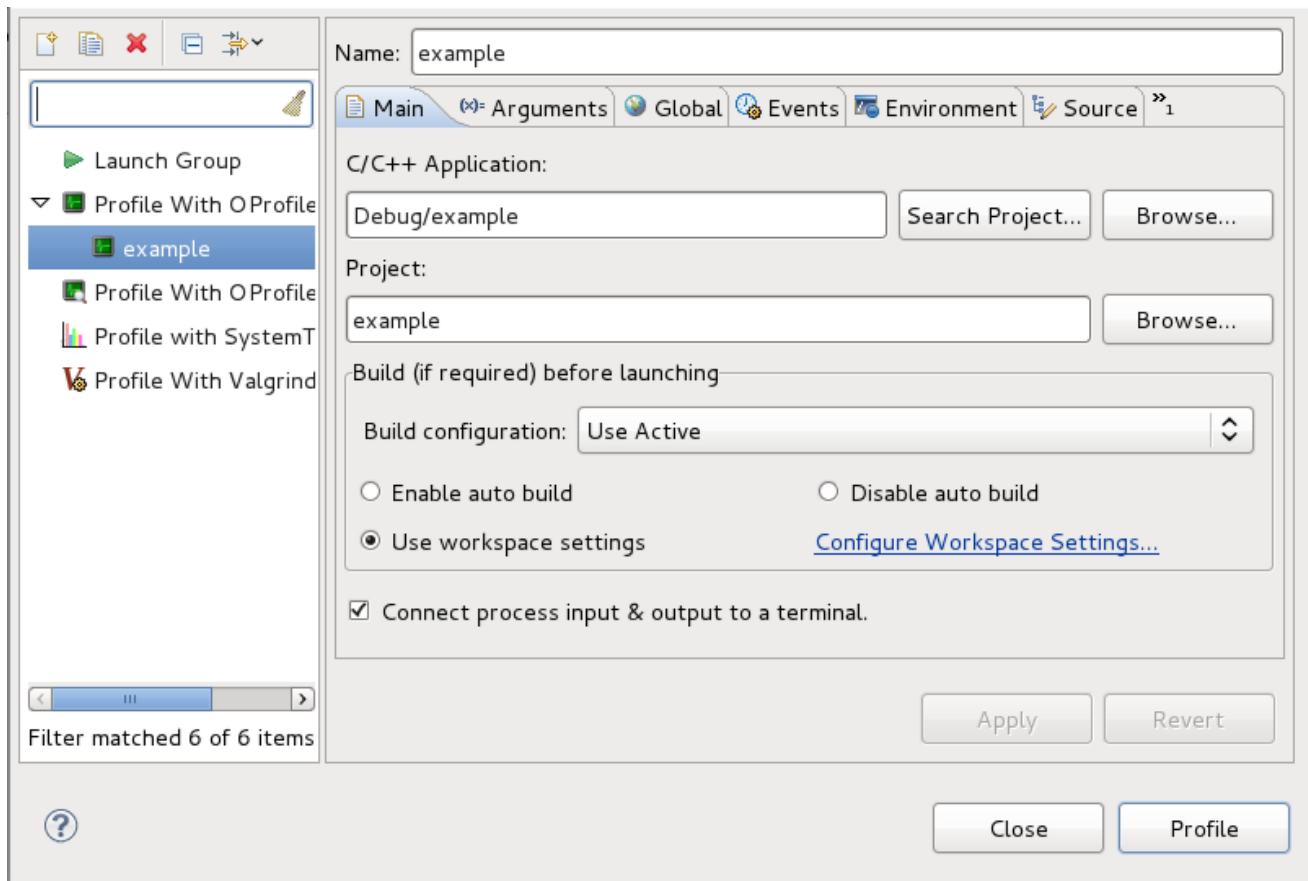 Name: example
Main (x)= Arguments Global Events Environment Source »1
Launch Group
Profile With OProfile
example
Profile With OProfile
Profile with SystemT
Profile With Valgrind
Filter matched 6 of 6 items
C/C++ Application:
Debug/example Search Project... Browse...
Project:
example Browse...
Build (if required) before launching
Build configuration: Use Active
Enable auto build Disable auto build
Use workspace settings Configure Workspace Settings...
Connect process input & output to a terminal.
Apply Revert
Close Profile